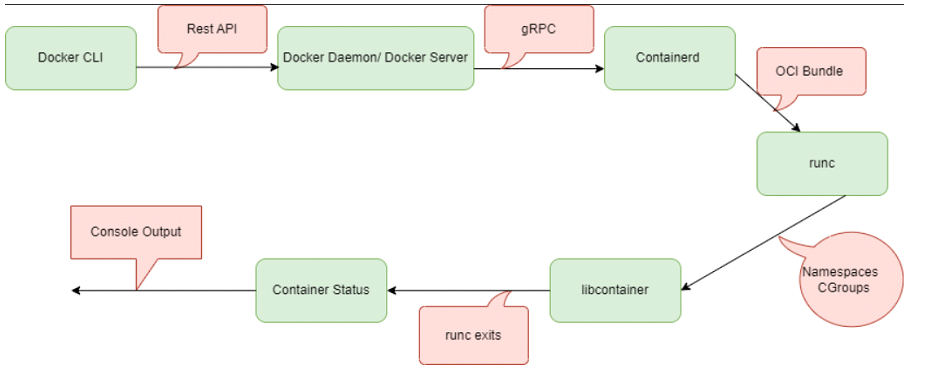 Docker CLI
Rest API
Docker Daemon/ Docker Server
gRPC
Containerd
OCI Bundle
runc
Namespaces
CGroups
libcontainer
runc exits
Container Status
Console Output